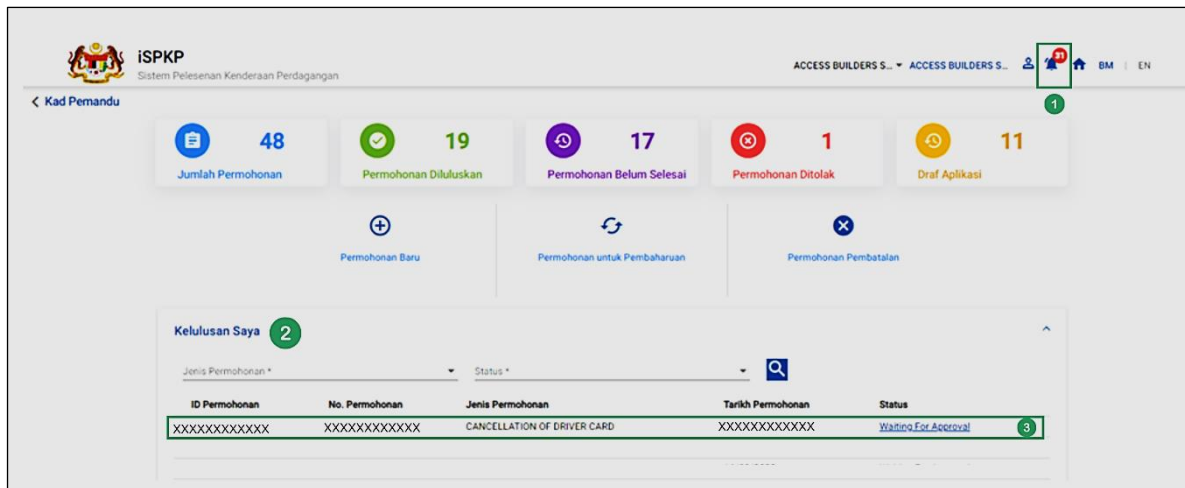 iSPKP
Sistem Pelesenan Kenderaan Perdagangan
ACCESS BUILDERS S... ACCESS BUILDERS S... 31 BM | EN
1
Kad Pemandu
48 19 17 1 11
Jumlah Permohonan Permohonan Diluluskan Permohonan Belum Selesai Permohonan Ditolak Draf Aplikasi
Permohonan Baru Permohonan untuk Pembaharuan Permohonan Pembatalan
Kelulusan Saya 2
Jenis Permohonan * Status *
ID Permohonan No. Permohonan Jenis Permohonan Tarikh Permohonan Status
XXXXXXXXXXXX XXXXXXXXXXXX CANCELLATION OF DRIVER CARD XXXXXXXXXXXX Waiting For Approval 3